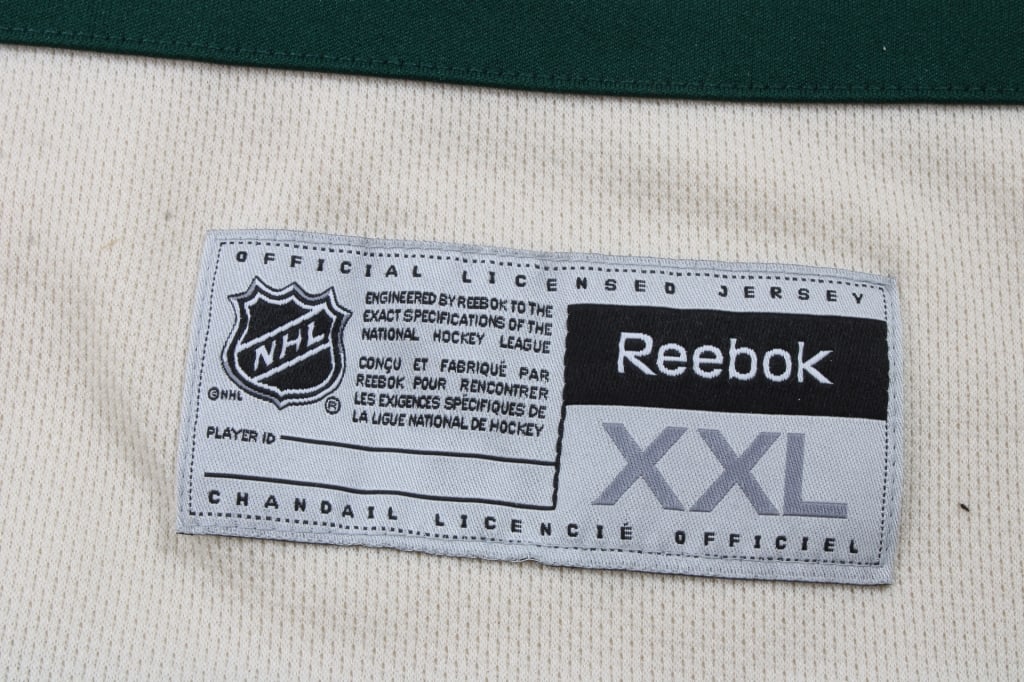 OFFICIAL LICENSED JERSEY
NHL
©NHL
®
ENGINEERED BY REEBOK TO THE
EXACT SPECIFICATIONS OF THE
NATIONAL HOCKEY LEAGUE
CONÇU ET FABRIQUÉ PAR
REEBOK POUR RENCONTRER
LES EXIGENCES SPÉCIFIQUES DE
LA LIGUE NATIONAL DE HOCKEY
PLAYER ID
Reebok
XXL
CHANDAIL LICENCIÉ OFFICIEL